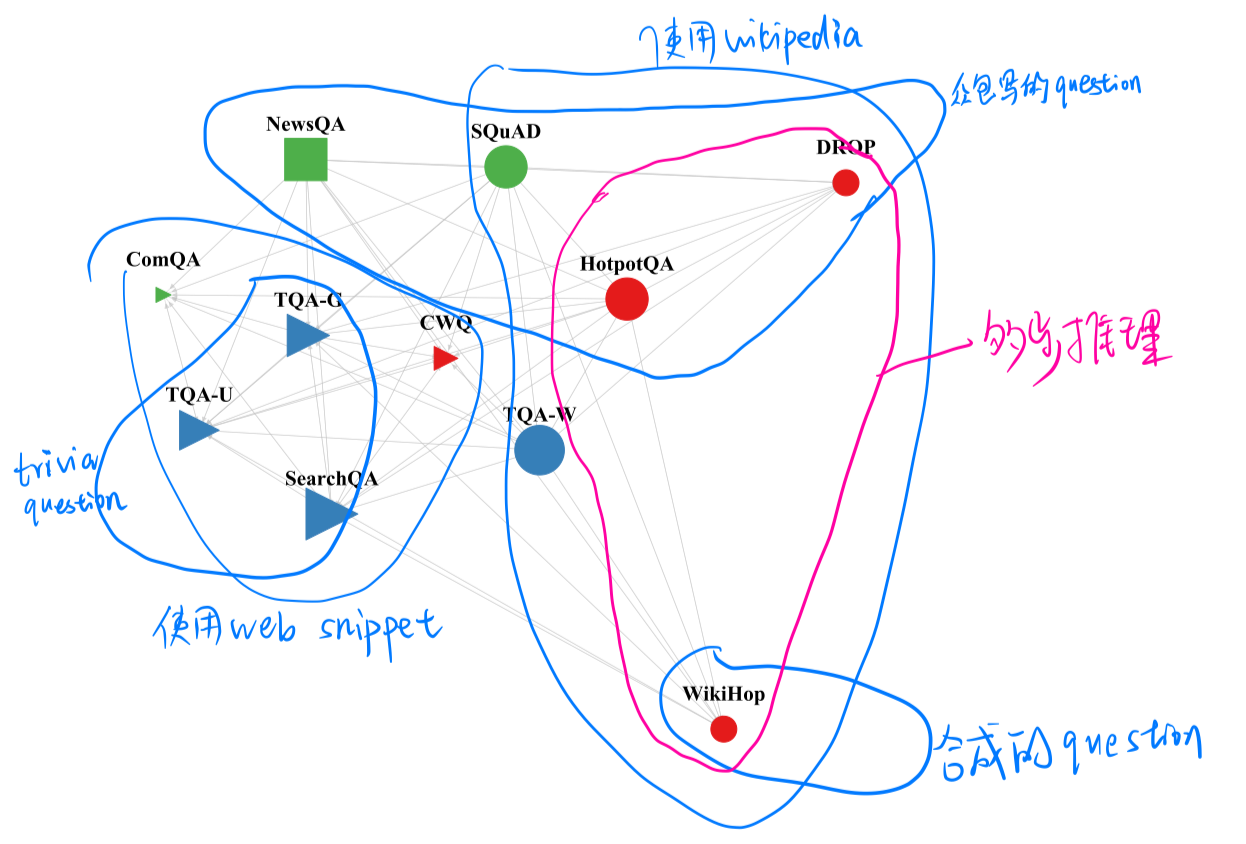 使用wikipedia
众包写的question
NewsQA
SQuAD
DROP
ComQA
HotpotQA
TQA-G
CWQ
TQA-U
TQA-W
trivia
question
SearchQA
推理
使用web snippet
WikiHop
合成的question